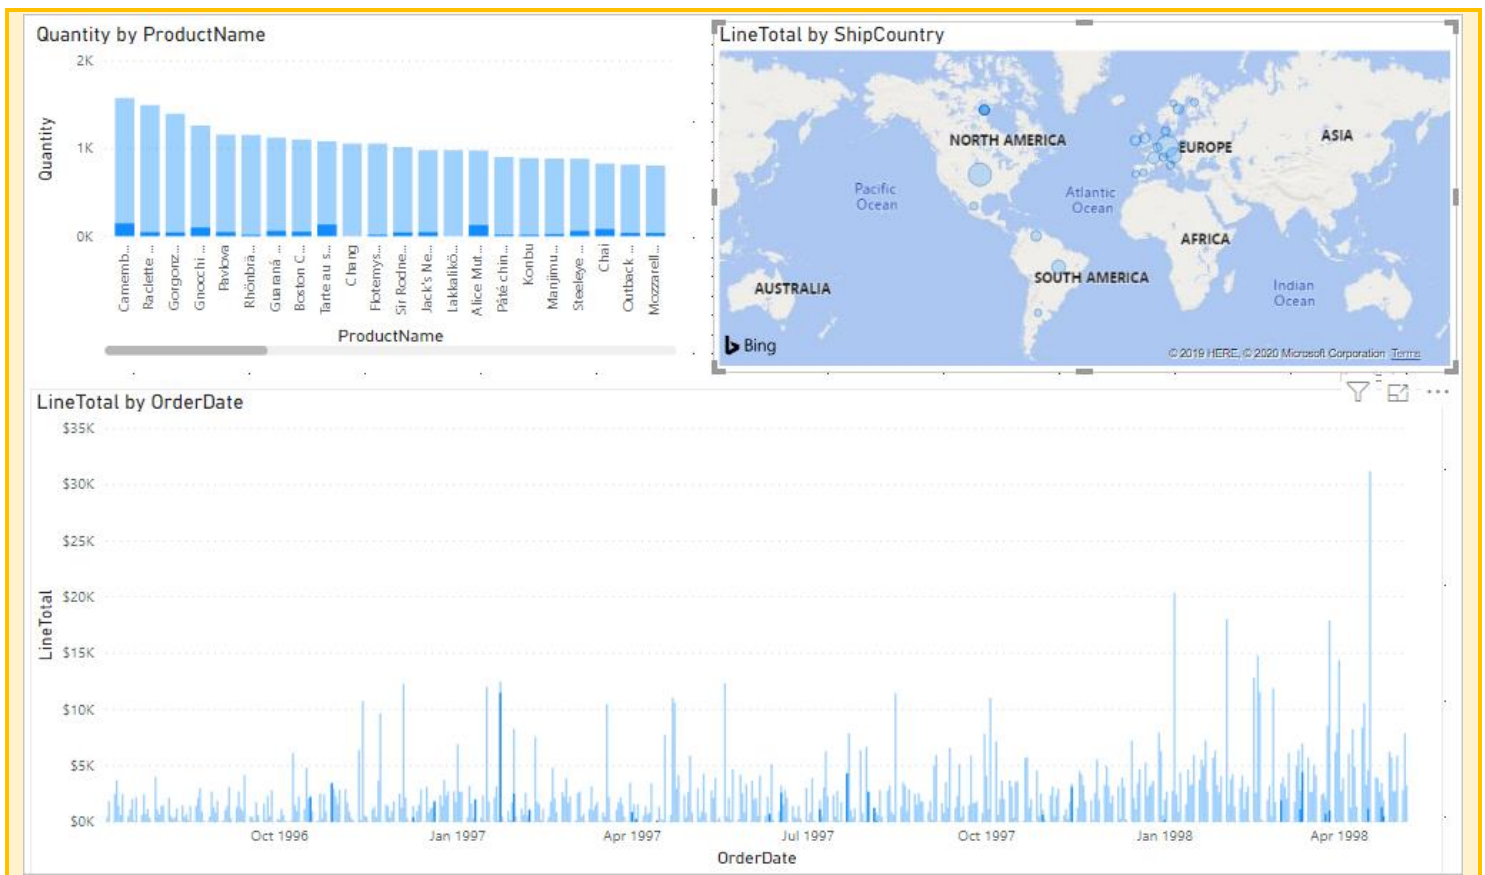 Quantity by ProductName
2K
1K
0K
Quantity
Camemb...
Raclette ...
Gorgonz...
Gnocchi ...
Pavlova
Rhönbrä...
Guaraná ...
Boston C...
Tarte au s...
Chang
Flotemys...
Sir Rodne...
Jack's Ne...
Lakkalikö...
Alice Mut...
Pâté chin...
Konbu
Manjimu...
Steeleye ...
Chai
Outback ...
Mozzarell...
ProductName
LineTotal by ShipCountry
NORTH AMERICA
EUROPE
ASIA
Pacific
Ocean
Atlantic
Ocean
AFRICA
SOUTH AMERICA
AUSTRALIA
Indian
Ocean
Bing
© 2019 HERE, © 2020 Microsoft Corporation Terms
LineTotal by OrderDate
$35K
$30K
$25K
$20K
$15K
$10K
$5K
$0K
LineTotal
Oct 1996
Jan 1997
Apr 1997
Jul 1997
Oct 1997
Jan 1998
Apr 1998
OrderDate